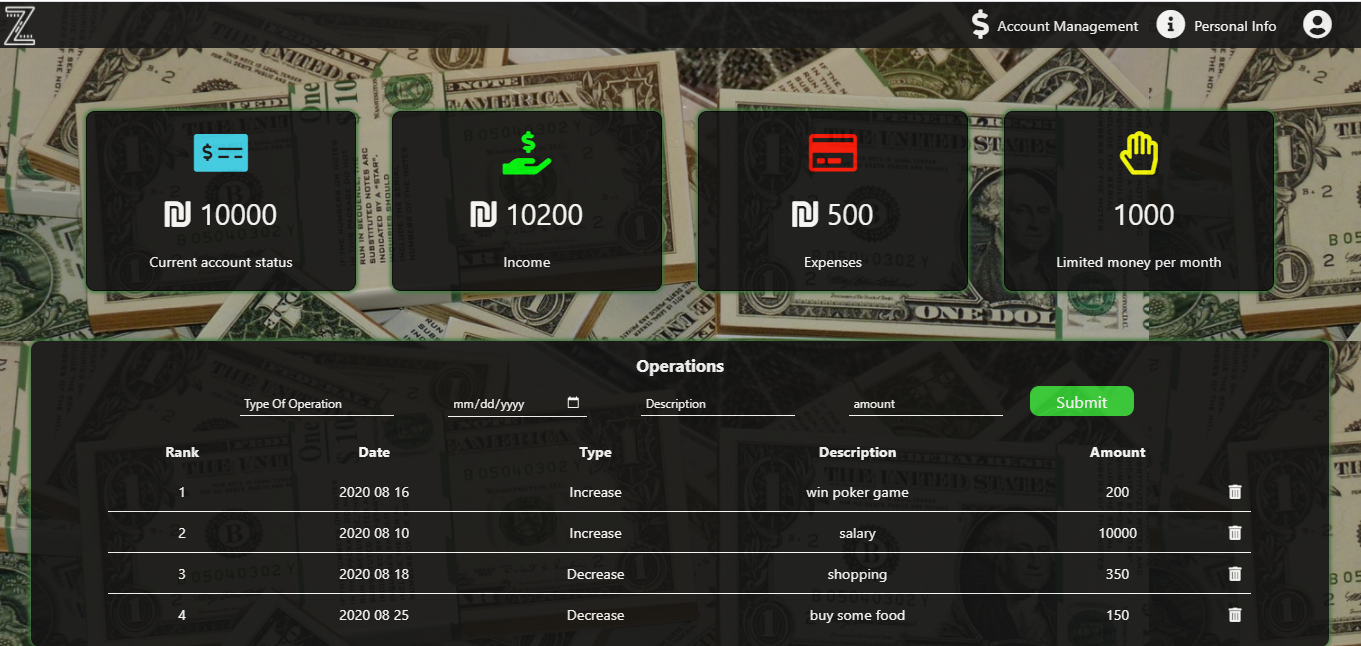 Z
Account Management
Personal Info
₪ 10000
₪ 10200
₪ 500
1000
Current account status
Income
Expenses
Limited money per month
Operations
Type Of Operation mm/dd/yyyy Description amount Submit
Rank Date Type Description Amount
1 2020 08 16 Increase win poker game 200
2 2020 08 10 Increase salary 10000
3 2020 08 18 Decrease shopping 350
4 2020 08 25 Decrease buy some food 150